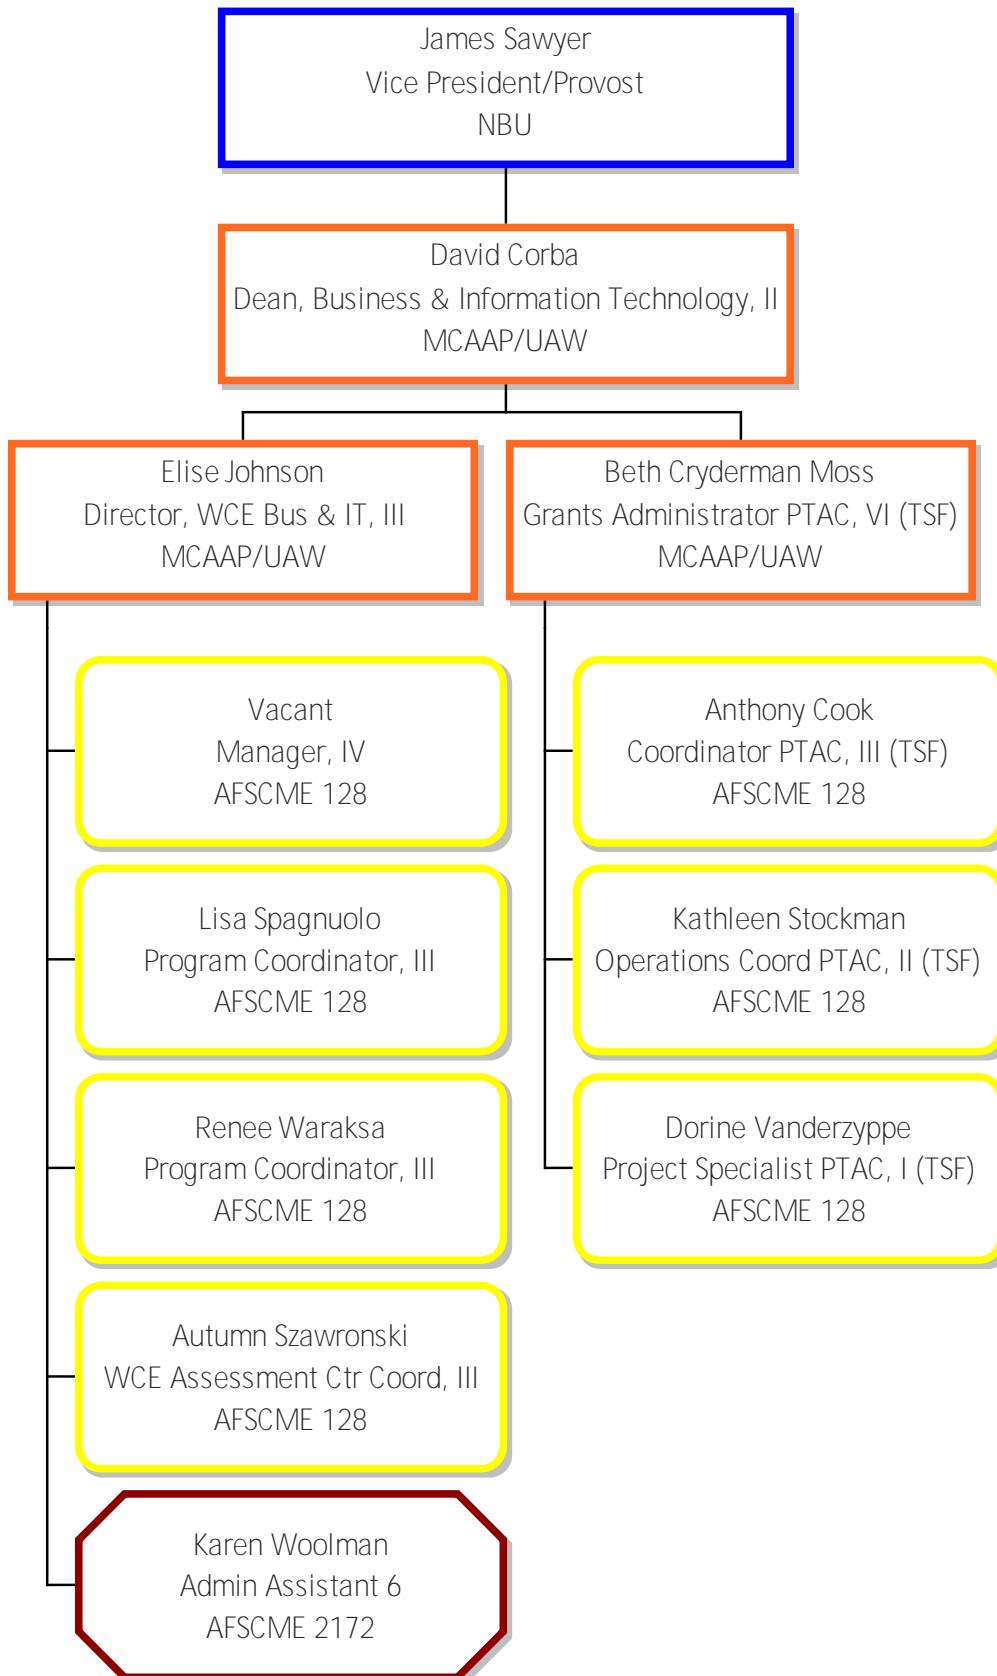 James Sawyer
Vice President/Provost
NBU
David Corba
Dean, Business & Information Technology, II
MCAAP/UAW
Elise Johnson
Director, WCE Bus & IT, III
MCAAP/UAW
Beth Cryderman Moss
Grants Administrator PTAC, VI (TSF)
MCAAP/UAW
Vacant
Manager, IV
AFSCME 128
Lisa Spagnuolo
Program Coordinator, III
AFSCME 128
Renee Waraksa
Program Coordinator, III
AFSCME 128
Autumn Szawronski
WCE Assessment Ctr Coord, III
AFSCME 128
Karen Woolman
Admin Assistant 6
AFSCME 2172
Anthony Cook
Coordinator PTAC, III (TSF)
AFSCME 128
Kathleen Stockman
Operations Coord PTAC, II (TSF)
AFSCME 128
Dorine Vanderzyppe
Project Specialist PTAC, I (TSF)
AFSCME 128